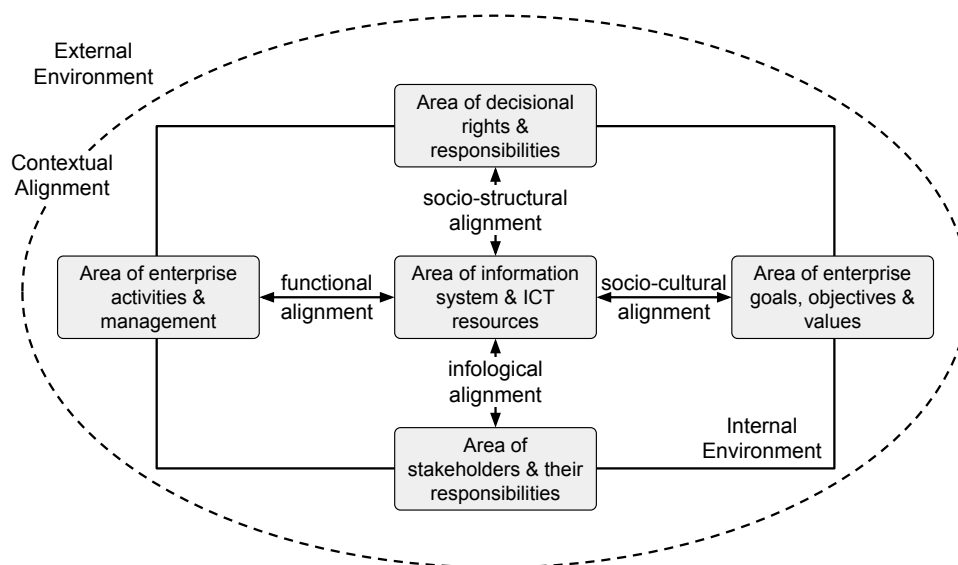 External
Environment
Area of decisional
rights &
responsibilities
Contextual
Alignment
socio-structural
alignment
Area of enterprise
activities &
management
functional
alignment
Area of information
system & ICT
resources
socio-cultural
alignment
Area of enterprise
goals, objectives &
values
infological
alignment
Internal
Environment
Area of
stakeholders & their
responsibilities